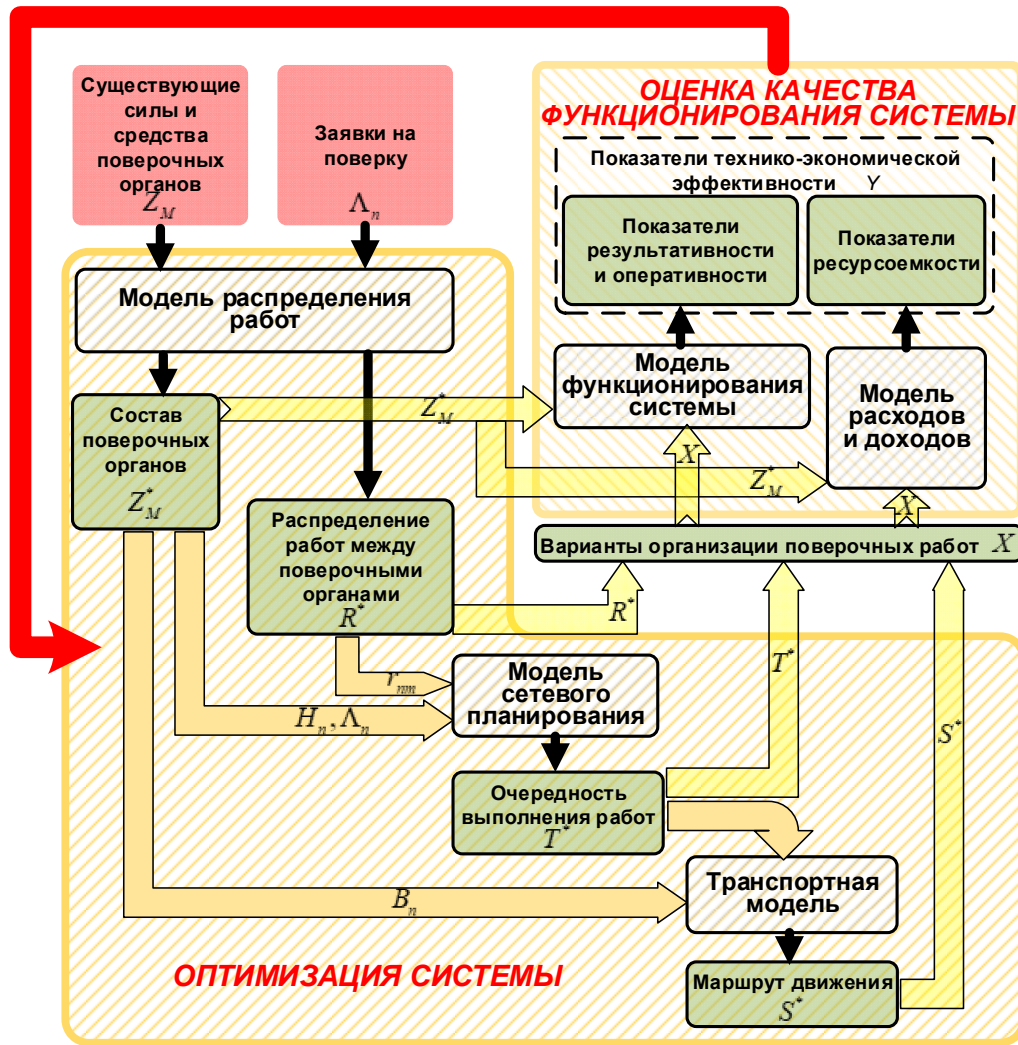 Существующие
силы и
средства
поверочных
органов
Z_M
Заявки на
поверку
Λ_n
ОЦЕНКА КАЧЕСТВА
ФУНКЦИОНИРОВАНИЯ СИСТЕМЫ
Показатели технико-экономической
эффективности Y
Показатели
результативности
и оперативности
Показатели
ресурсоемкости
Модель распределения
работ
Модель
функционирования
системы
Модель
расходов
и доходов
Состав
поверочных
органов
Z*_M
Z*_M
Z*_M
X
X
Распределение
работ между
поверочными
органами
R*
Варианты организации поверочных работ X
R*
T*
S*
r_nm
H_n, Λ_n
Модель
сетевого
планирования
Очередность
выполнения работ
T*
B_n
Транспортная
модель
ОПТИМИЗАЦИЯ СИСТЕМЫ
Маршрут движения
S*